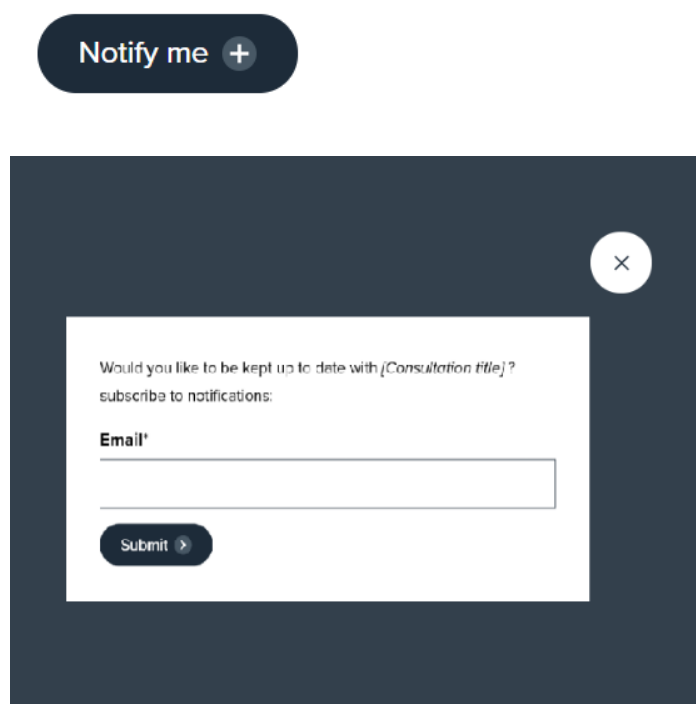 Notify me
Would you like to be kept up to date with [Consultation title] ?
subscribe to notifications:
Email*
Submit